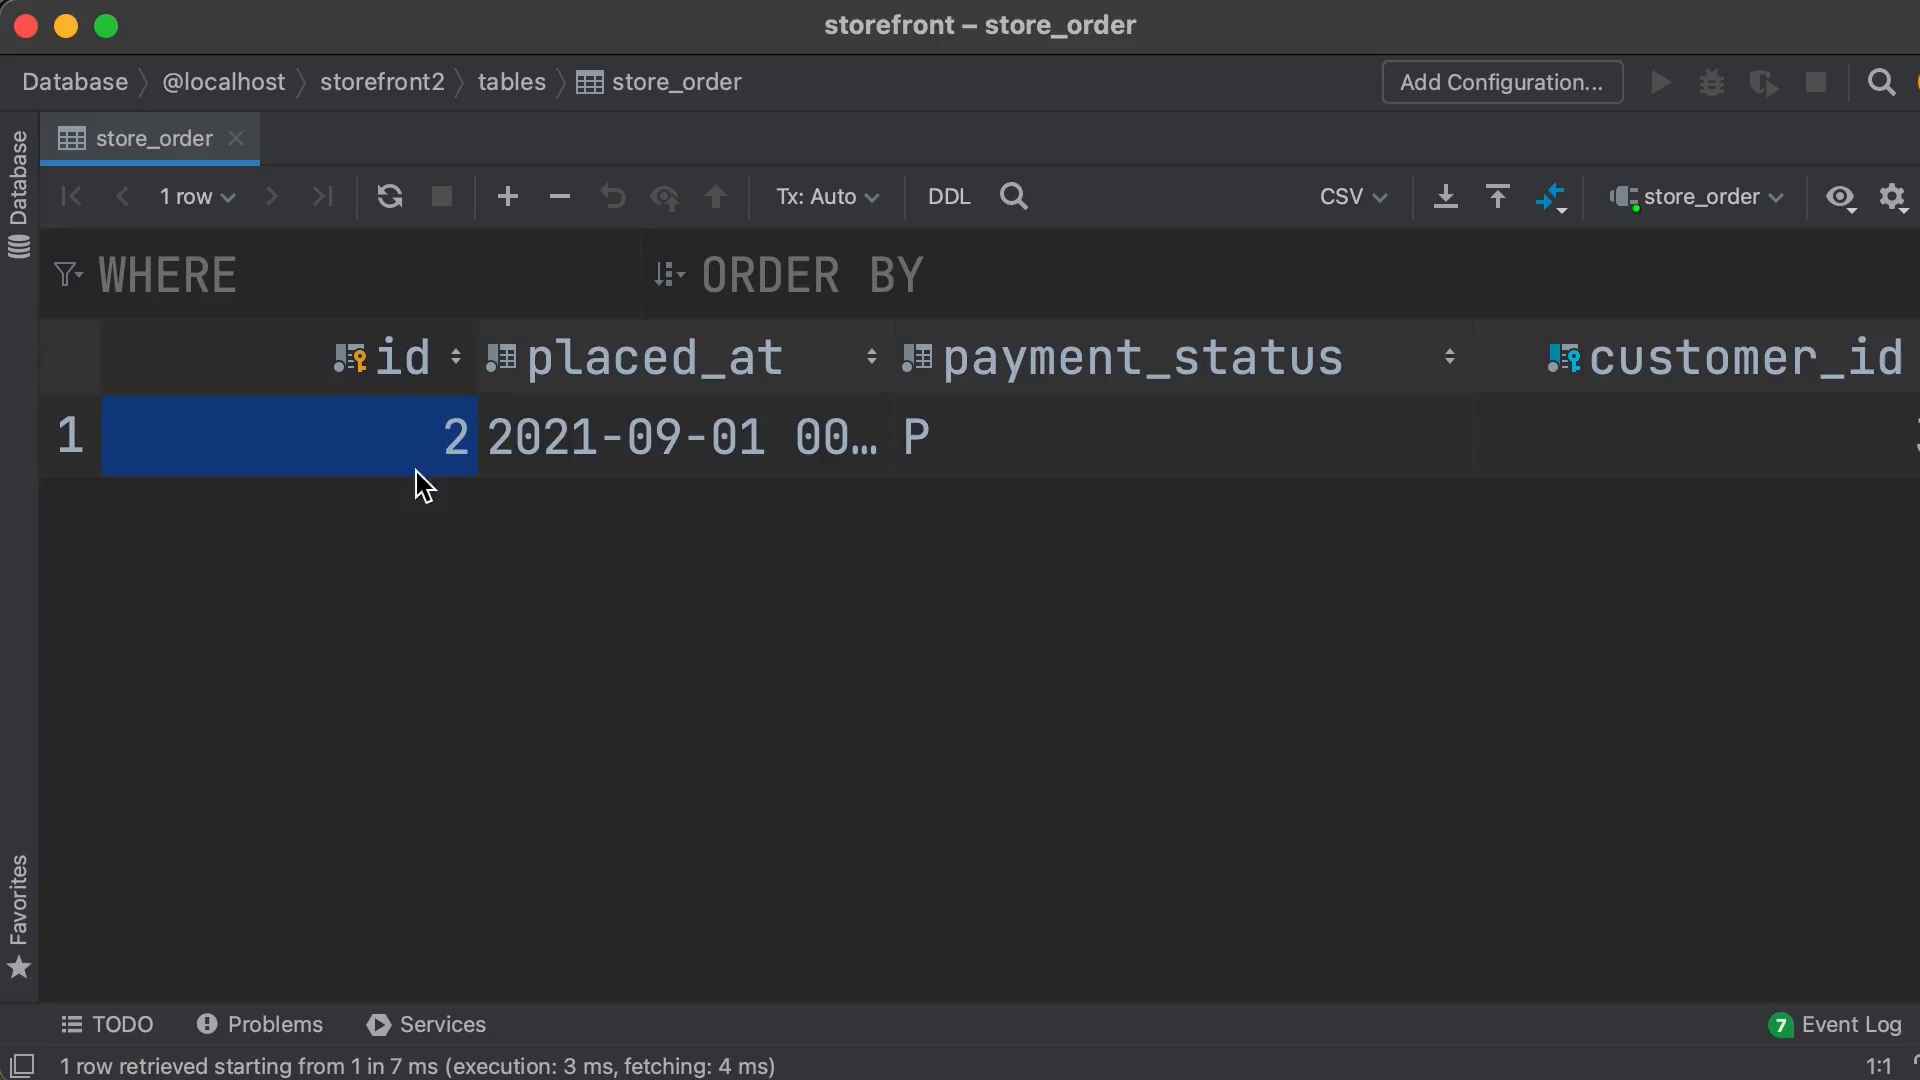 storefront – store_order
Database @localhost storefront2 tables store_order Add Configuration...
store_order
Database
1 row Tx: Auto DDL CSV store_order
WHERE ORDER BY
id placed_at payment_status customer_id
1 2 2021-09-01 00… P
Favorites
TODO Problems Services 7 Event Log
1 row retrieved starting from 1 in 7 ms (execution: 3 ms, fetching: 4 ms) 1:1